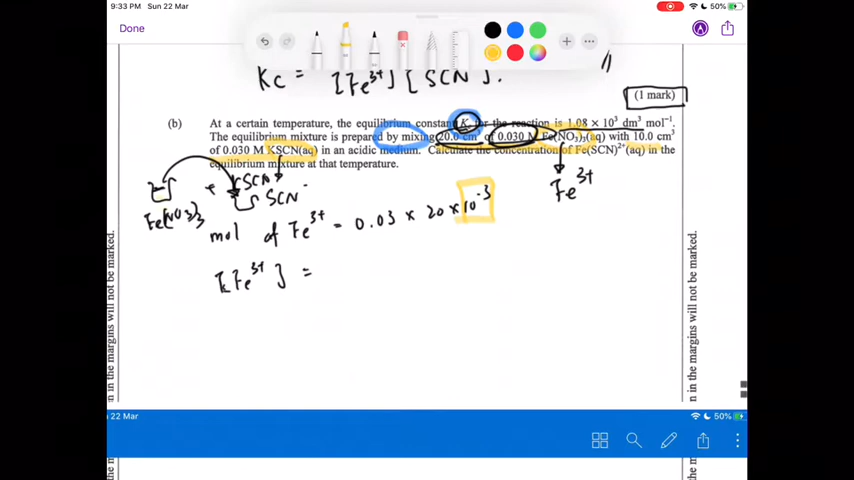 9:33 PM Sun 22 Mar
50%
Done
Kc = [Fe³⁺] [SCN⁻].
(1 mark)
(b) At a certain temperature, the equilibrium constant K for the reaction is 1.08 × 10³ dm³ mol⁻¹.
The equilibrium mixture is prepared by mixing 20.0 cm³ of 0.030 M Fe(NO₃)₃(aq) with 10.0 cm³
of 0.030 M KSCN(aq) in an acidic medium. Calculate the concentration of Fe(SCN)²⁺(aq) in the
equilibrium mixture at that temperature.
Fe³⁺
+ KSCN
SCN⁻
Fe(NO₃)₃
mol of Fe³⁺ = 0.03 × 20 × 10⁻³
[Fe³⁺] =
n in the margins will not be marked.
in the margins will not be marked.
22 Mar
50%